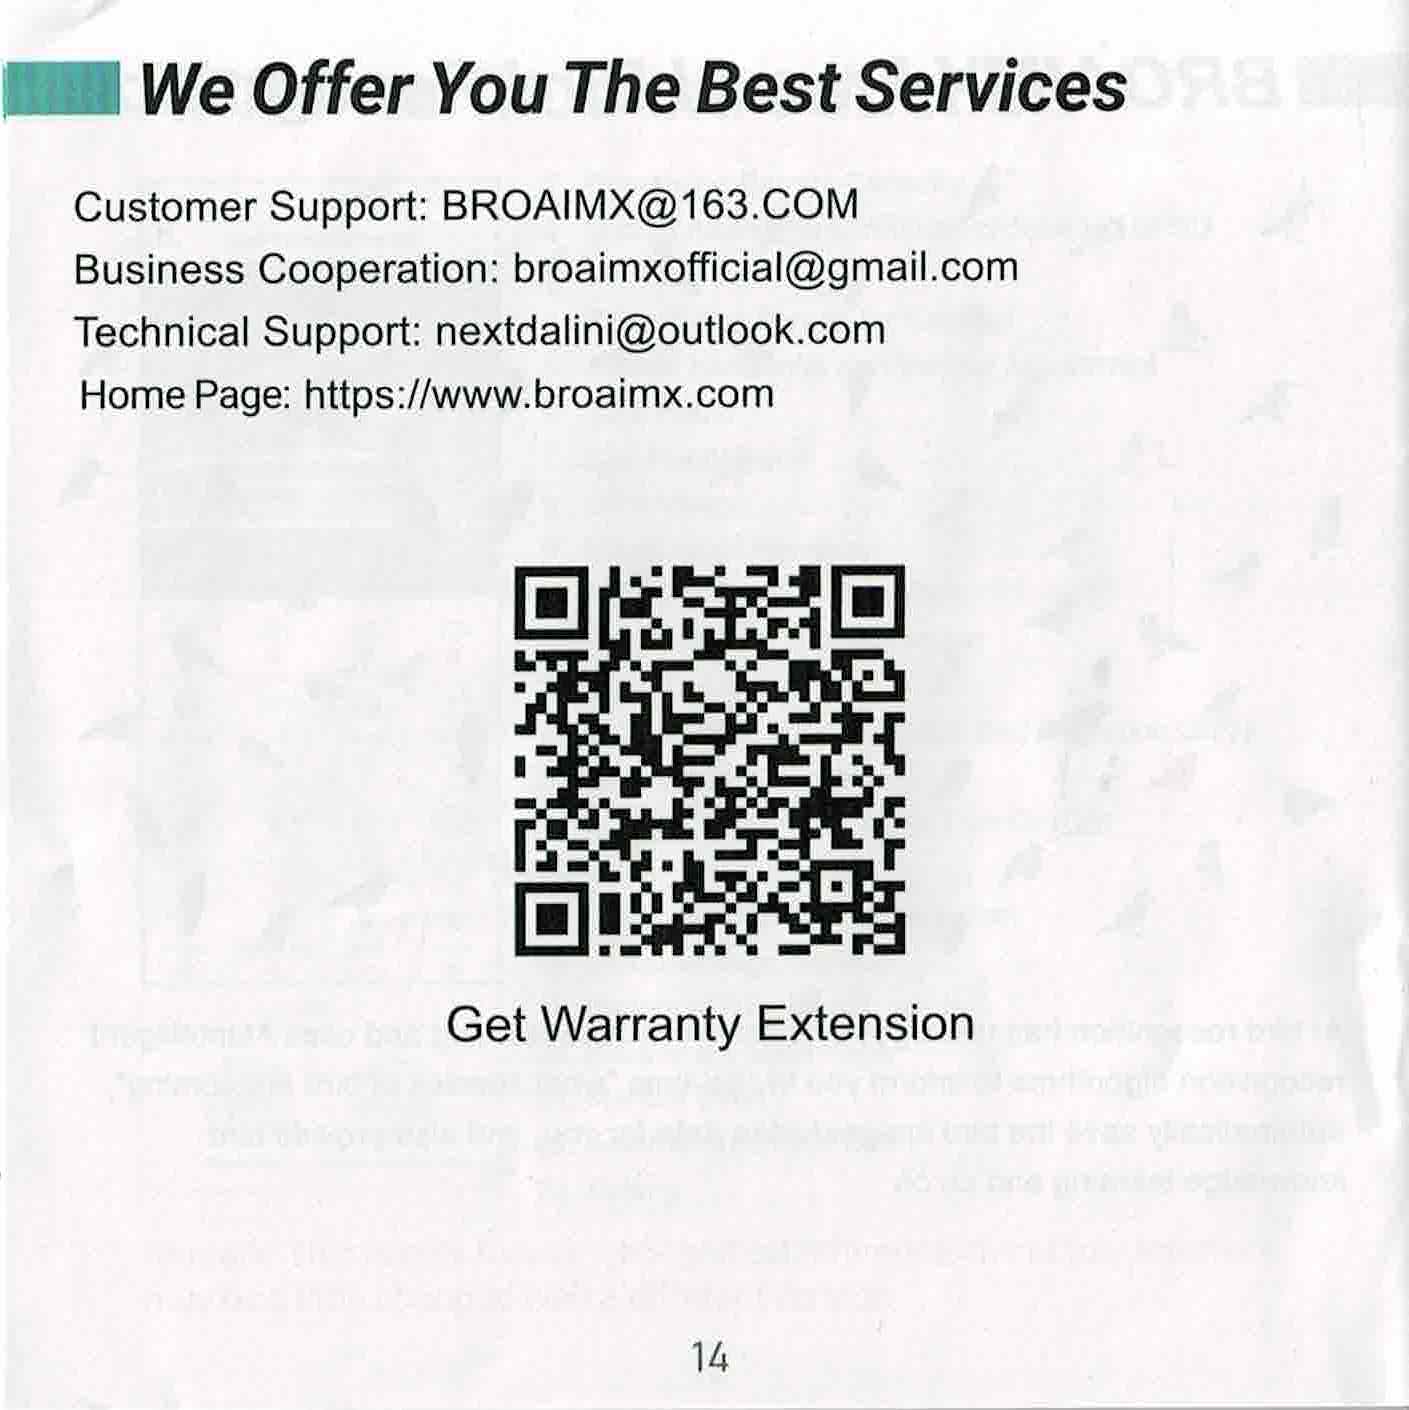 We Offer You The Best Services
Customer Support: BROAIMX@163.COM
Business Cooperation: broaimxofficial@gmail.com
Technical Support: nextdalini@outlook.com
Home Page: https://www.broaimx.com
Get Warranty Extension
14